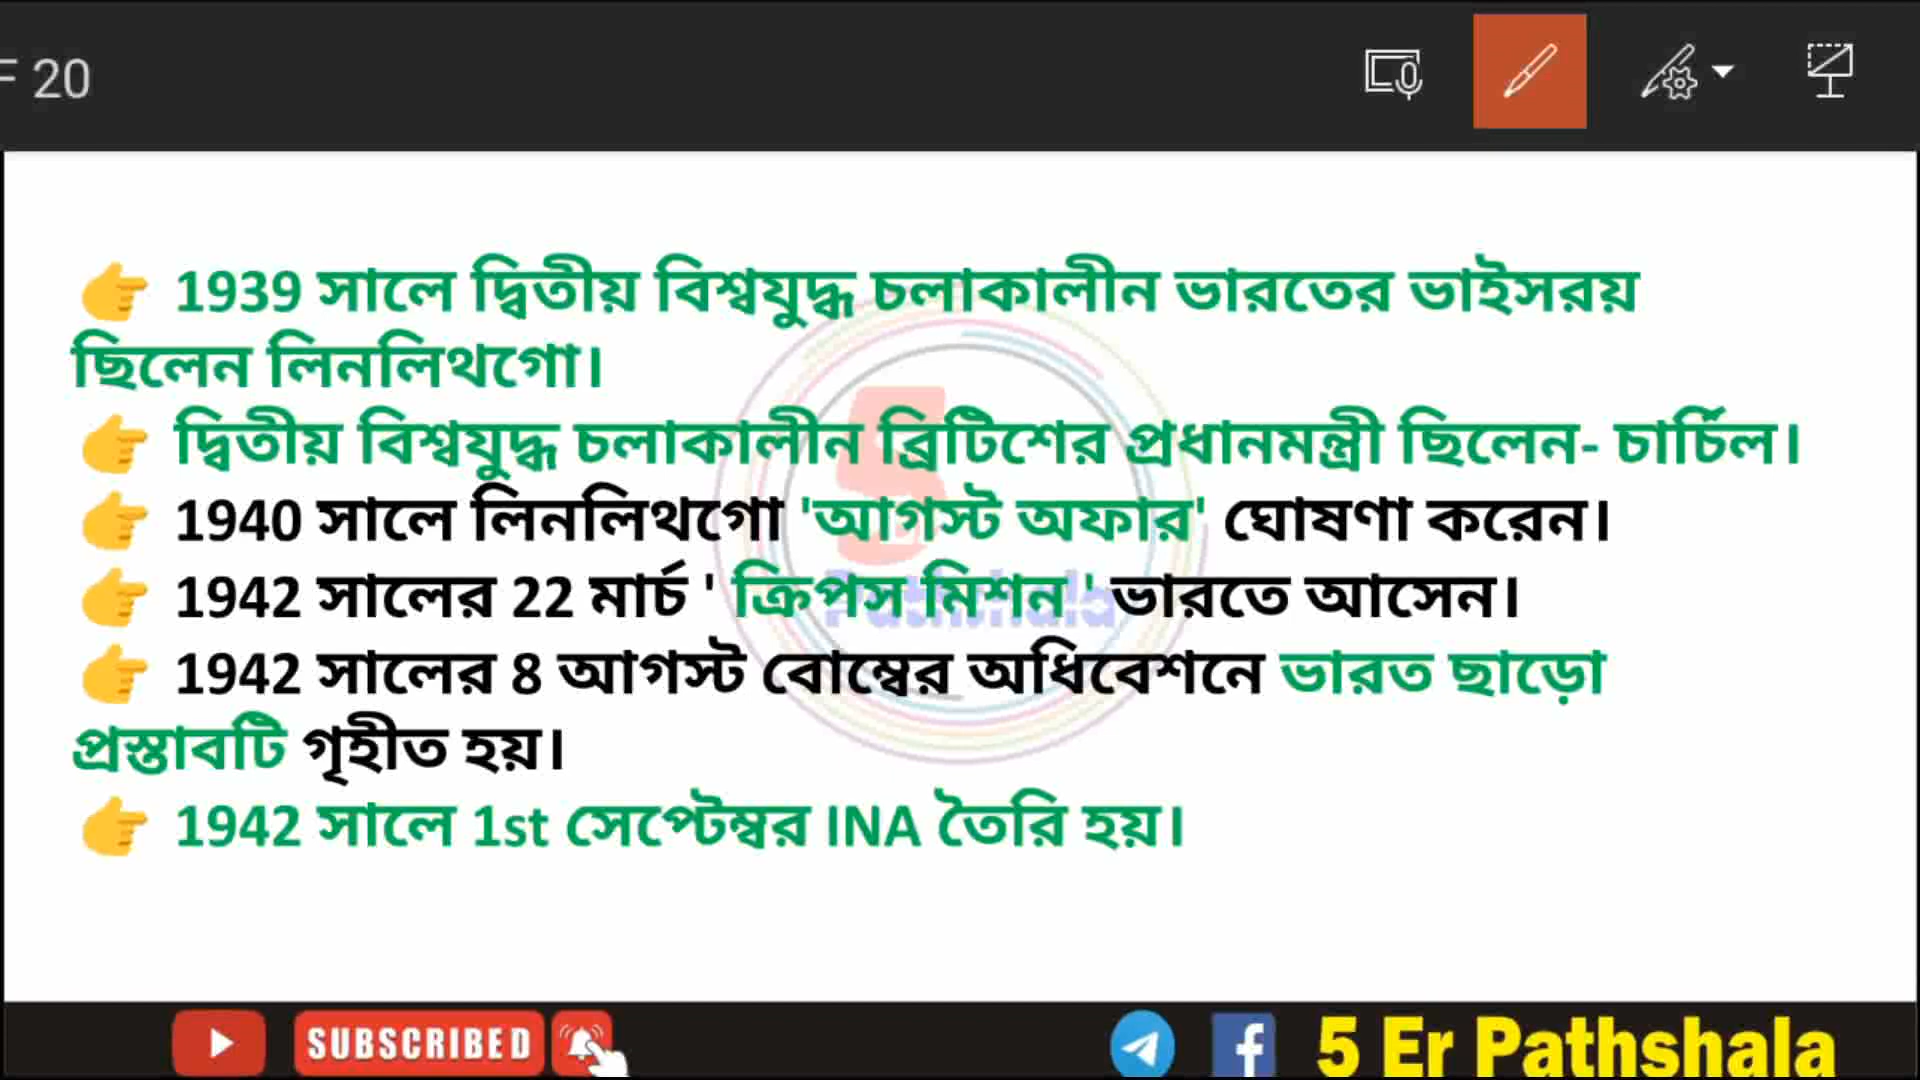 F 20
👉 1939 সালে দ্বিতীয় বিশ্বযুদ্ধ চলাকালীন ভারতের ভাইসরয়
ছিলেন লিনলিথগো।
👉 দ্বিতীয় বিশ্বযুদ্ধ চলাকালীন ব্রিটিশের প্রধানমন্ত্রী ছিলেন- চার্চিল।
👉 1940 সালে লিনলিথগো 'আগস্ট অফার' ঘোষণা করেন।
👉 1942 সালের 22 মার্চ ' ক্রিপস মিশন ' ভারতে আসেন।
👉 1942 সালের 8 আগস্ট বোম্বের অধিবেশনে ভারত ছাড়ো
প্রস্তাবটি গৃহীত হয়।
👉 1942 সালে 1st সেপ্টেম্বর INA তৈরি হয়।
5
Pathshala
SUBSCRIBED
5 Er Pathshala